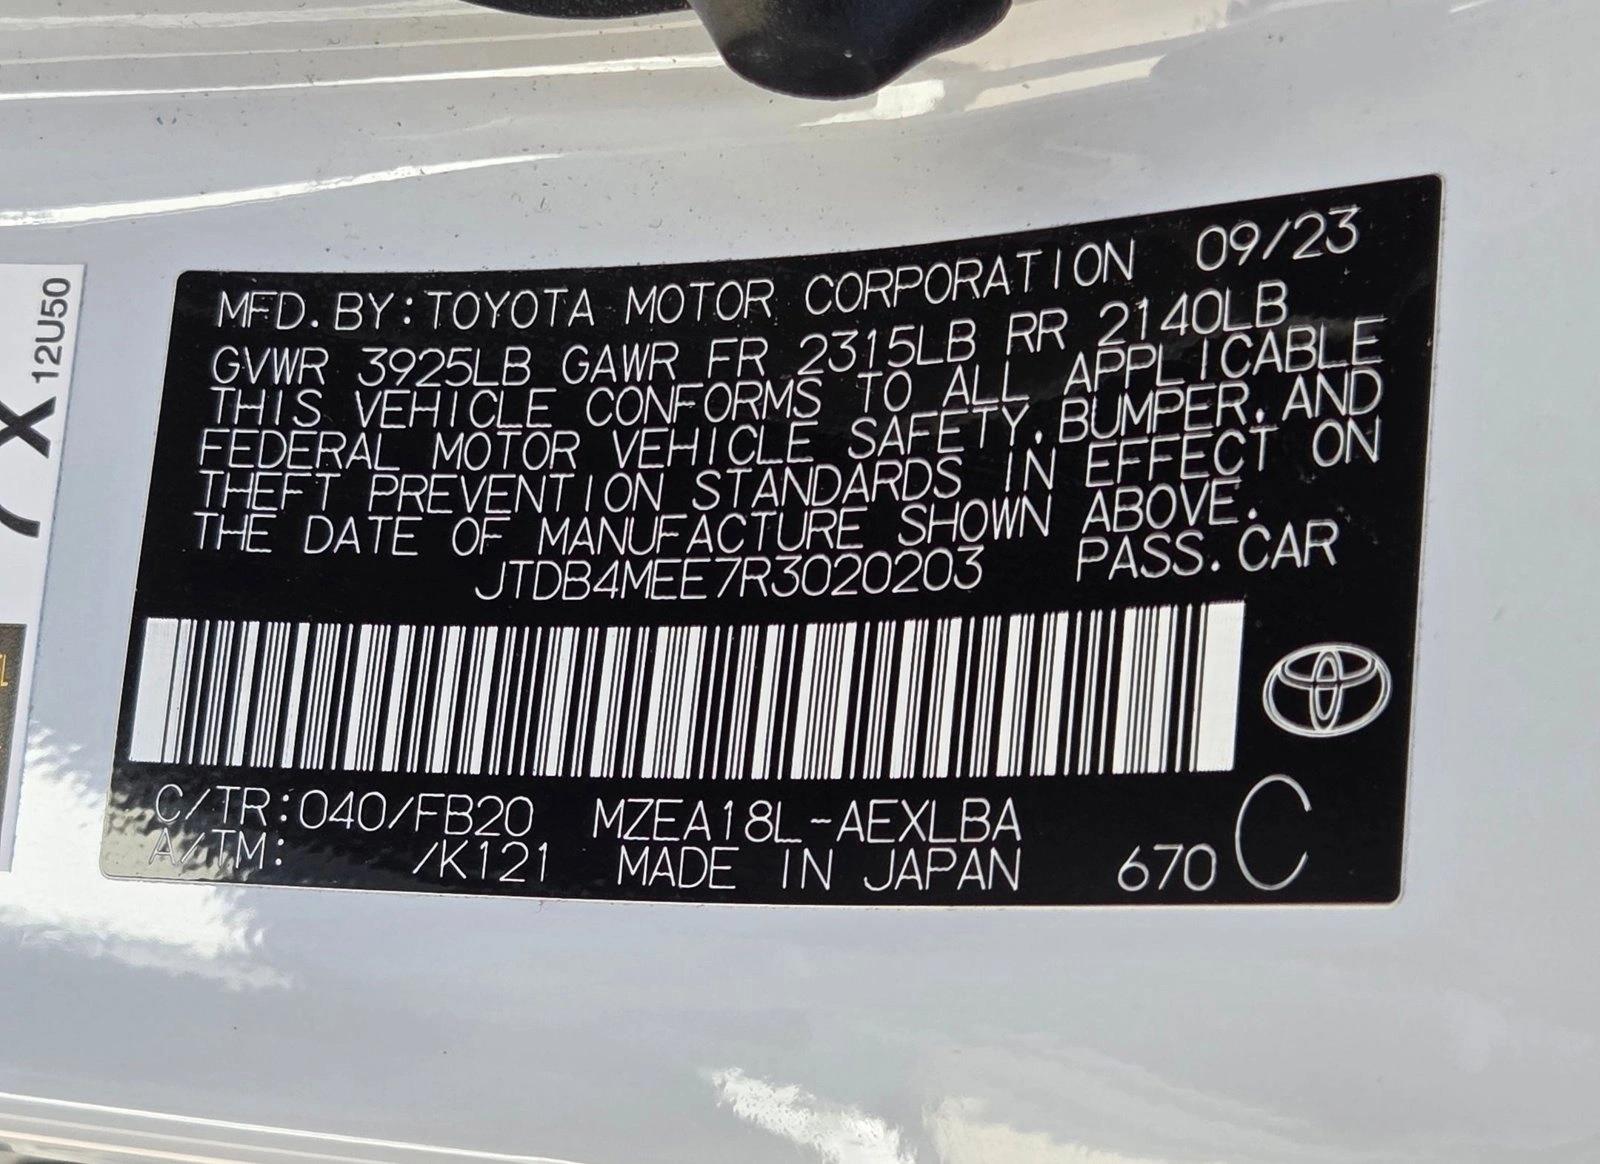 MFD. BY: TOYOTA MOTOR CORPORATION 09/23
GVWR 3925LB GAWR FR 2315LB RR 2140LB
THIS VEHICLE CONFORMS TO ALL APPLICABLE
FEDERAL MOTOR VEHICLE SAFETY, BUMPER, AND
THEFT PREVENTION STANDARDS IN EFFECT ON
THE DATE OF MANUFACTURE SHOWN ABOVE.
JTDB4MEE7R3020203 PASS. CAR
C/TR:040/FB20 MZEA18L-AEXLBA
A/TM: /K121 MADE IN JAPAN 670 C
X
12U50